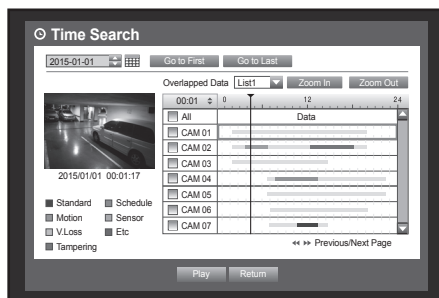 Time Search
2015-01-01 Go to First Go to Last
Overlapped Data List1 Zoom In Zoom Out
00:01 0 12 24
All Data
CAM 01
CAM 02
CAM 03
CAM 04
CAM 05
CAM 06
CAM 07
2015/01/01 00:01:17
Standard Schedule
Motion Sensor
V.Loss Etc
Tampering
Previous/Next Page
Play Return